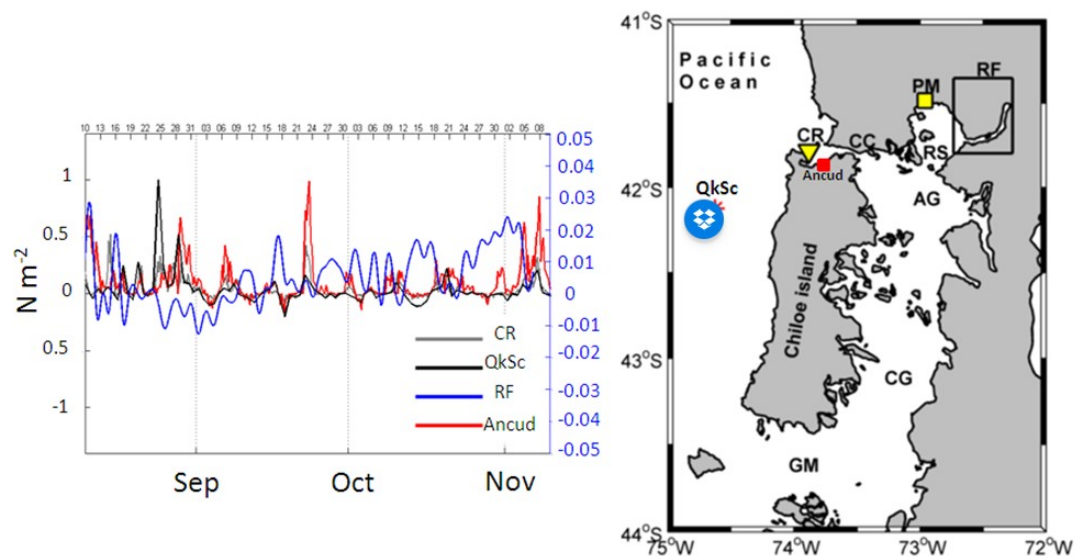 10 13 16 19 22 25 28 31 03 06 09 12 15 18 21 24 27 30 03 06 09 12 15 18 21 24 27 30 02 05 08
N m⁻²
1
0.5
0
0.5
-1
0.05
0.04
0.03
0.02
0.01
0
-0.01
-0.02
-0.03
-0.04
-0.05
CR
QkSc
RF
Ancud
Sep Oct Nov
41°S
42°S
43°S
44°S
Pacific
Ocean
PM
RF
CR
CC
RS
Ancud
QkSc
AG
Chiloe island
CG
GM
75°W 74°W 73°W 72°W